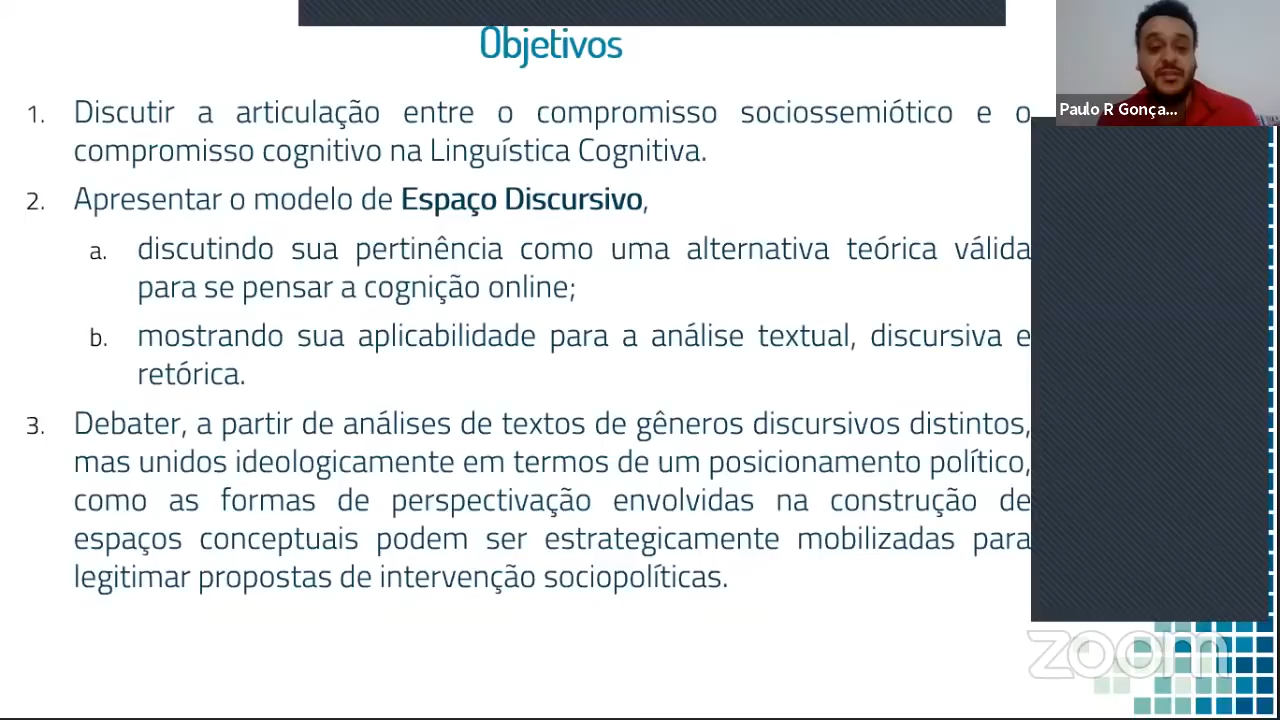 Objetivos
Paulo R Gonça...
1. Discutir a articulação entre o compromisso sociossemiótico e o
compromisso cognitivo na Linguística Cognitiva.
2. Apresentar o modelo de Espaço Discursivo,
a. discutindo sua pertinência como uma alternativa teórica válida
para se pensar a cognição online;
b. mostrando sua aplicabilidade para a análise textual, discursiva e
retórica.
3. Debater, a partir de análises de textos de gêneros discursivos distintos,
mas unidos ideologicamente em termos de um posicionamento político,
como as formas de perspectivação envolvidas na construção de
espaços conceptuais podem ser estrategicamente mobilizadas para
legitimar propostas de intervenção sociopolíticas.
zoom